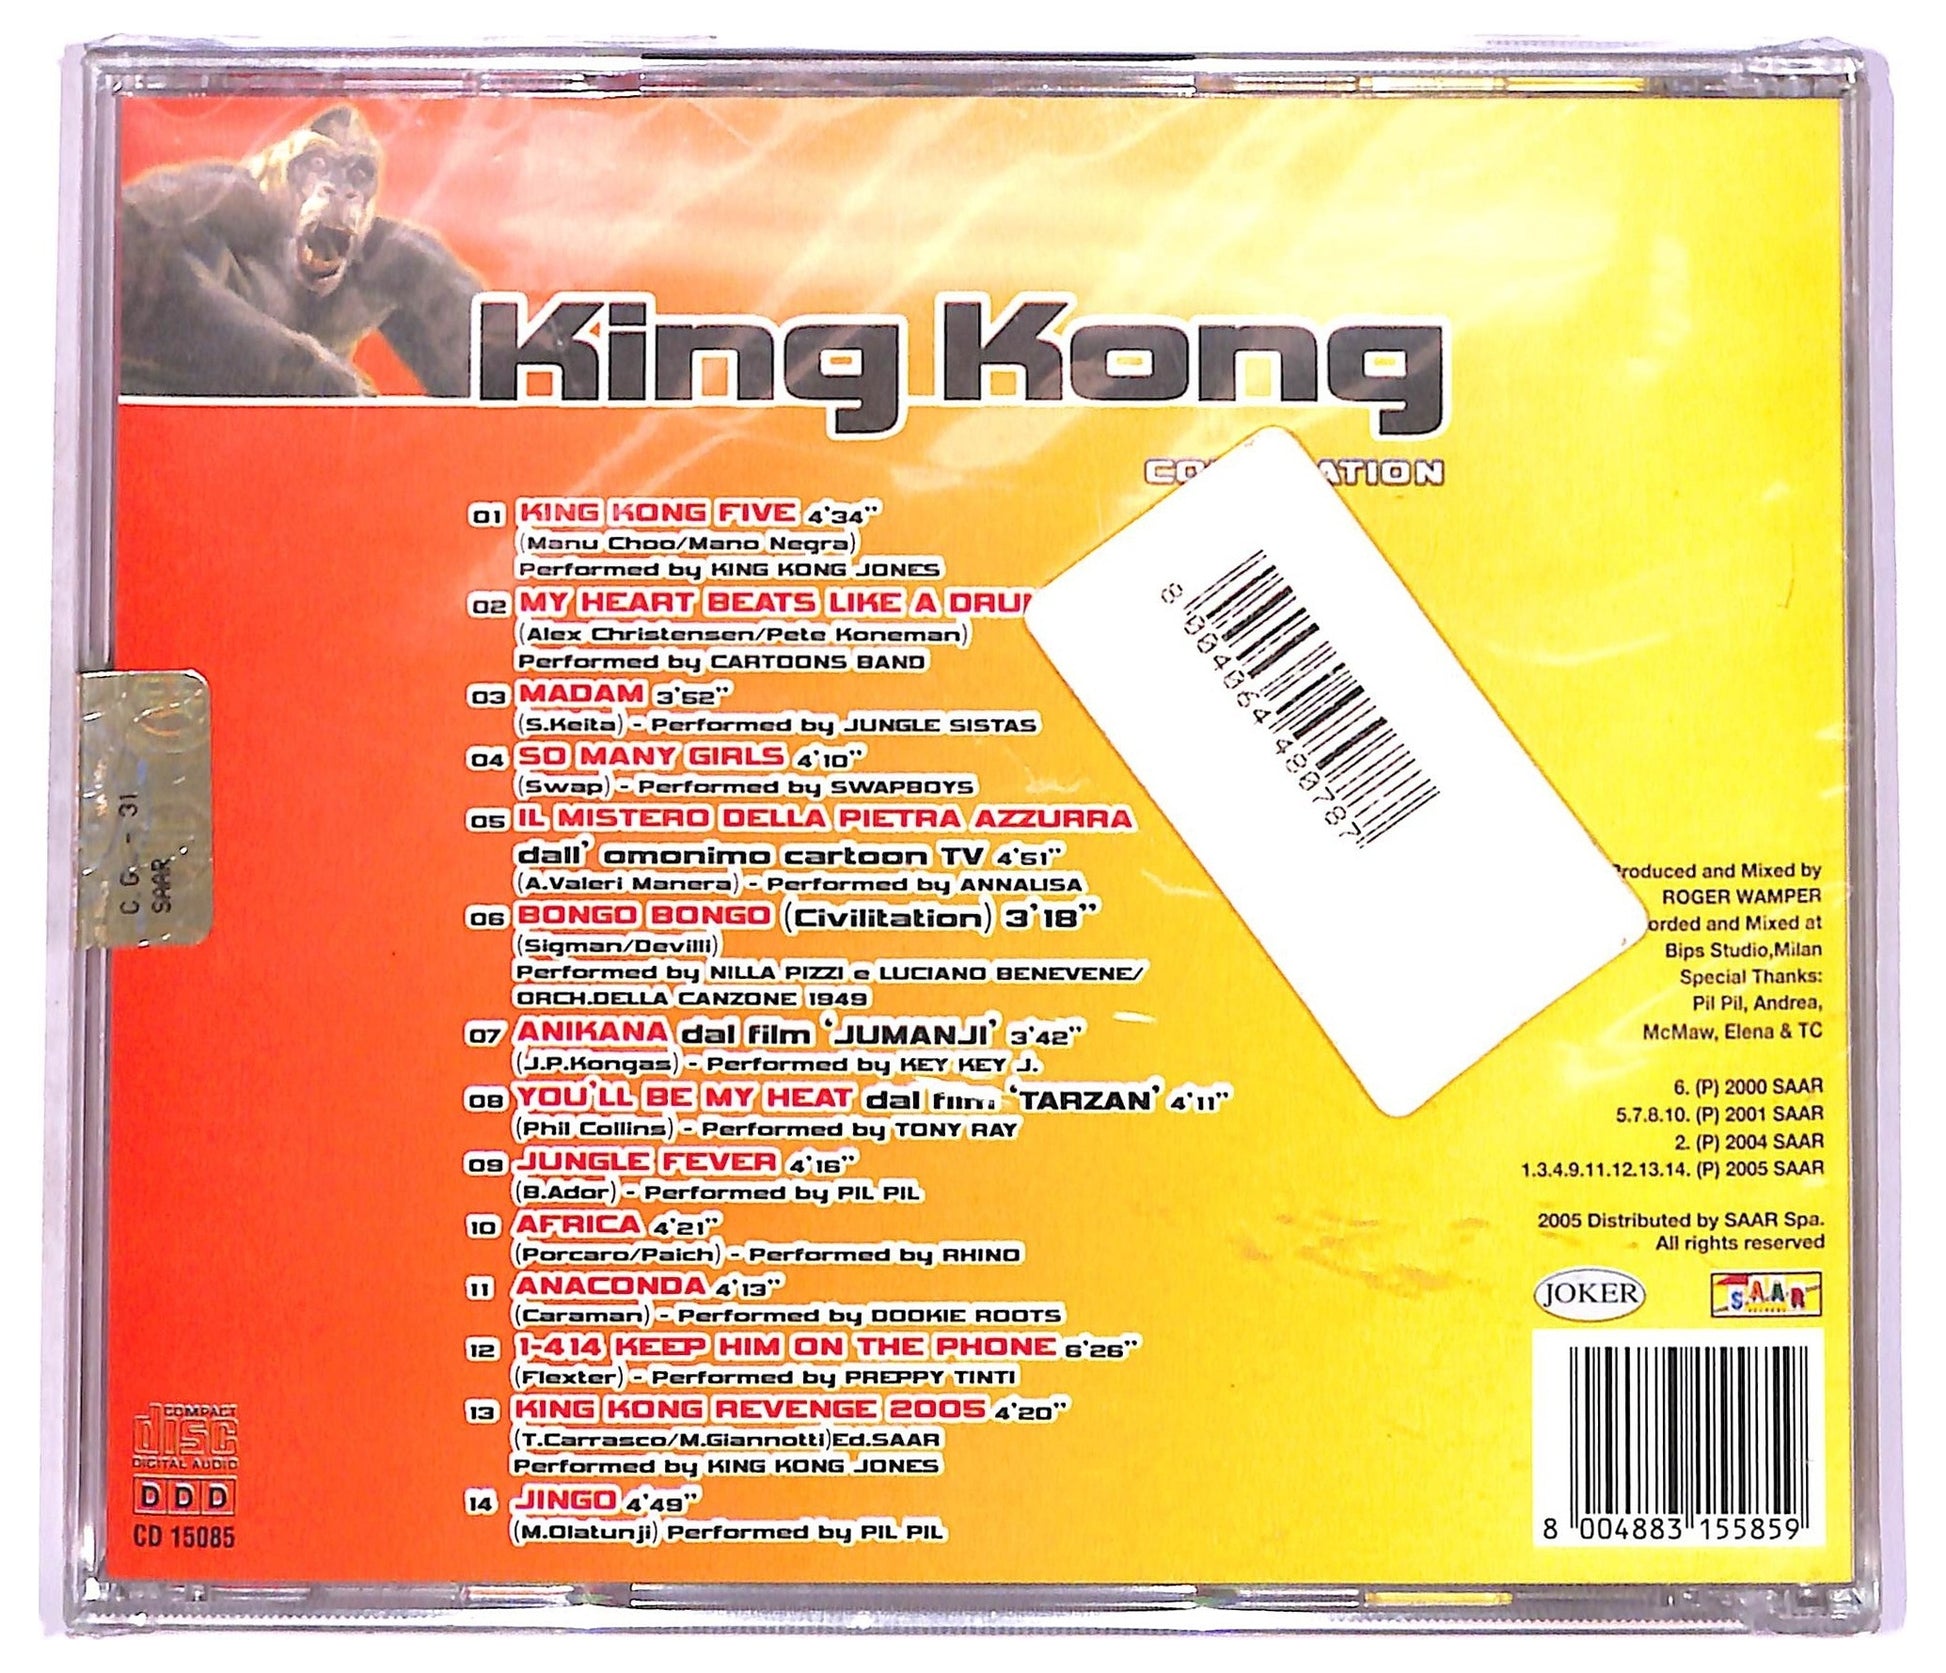 King Kong
01 KING KONG FIVE 4'34"
(Manu Choo/Mano Negra)
Performed by KING KONG JONES
02 MY HEART BEATS LIKE A
(Alex Christensen/Pete Koneman)
Performed by CARTOONS BAND
03 MADAM 3'52"
(S.Keita) - Performed by JUNGLE SISTAS
04 SO MANY GIRLS 4'10"
(Swap) - Performed by SWAPBOYS
05 IL MISTERO DELLA PIETRA AZZURRA
dall' omonimo cartoon TV 4'51"
(A.Valeri Manera) - Performed by ANNALISA
06 BONGO BONGO (Civilitation) 3'18"
(Sigman/Devilli)
Performed by NILLA PIZZI e LUCIANO BENEVENE/
ORCH.DELLA CANZONE 1949
07 ANIKANA dal film 'JUMANJI' 3'42"
(J.P.Kongas) - Performed by KEY KEY J.
08 YOU'LL BE MY HEAT dal film 'TARZAN' 4'11"
(Phil Collins) - Performed by TONY RAY
09 JUNGLE FEVER 4'16"
(B.Ador) - Performed by PIL PIL
10 AFRICA 4'21"
(Porcaro/Paich) - Performed by RHINO
11 ANACONDA 4'13"
(Caraman) - Performed by DOOKIE ROOTS
12 1-414 KEEP HIM ON THE PHONE 6'26"
(Flexter) - Performed by PREPPY TINTI
13 KING KONG REVENGE 2005 4'20"
(T.Carrasco/M.Giannotti)Ed.SAAR
Performed by KING KONG JONES
14 JINGO 4'49"
(M.Olatunji) Performed by PIL PIL
8004064480787
and Mixed by
ROGER WAMPER
and Mixed at
Bips Studio,Milan
Special Thanks:
Pil Pil, Andrea,
McMaw, Elena & TC
6. (P) 2000 SAAR
5.7.8.10. (P) 2001 SAAR
2. (P) 2004 SAAR
1.3.4.9.11.12.13.14. (P) 2005 SAAR
2005 Distributed by SAAR Spa.
All rights reserved
JOKER
S.A.A.R
RECORDS
8 004883 155859
C G. - 31
SAAR
COMPACT
disc
DIGITAL AUDIO
DDD
CD 15085